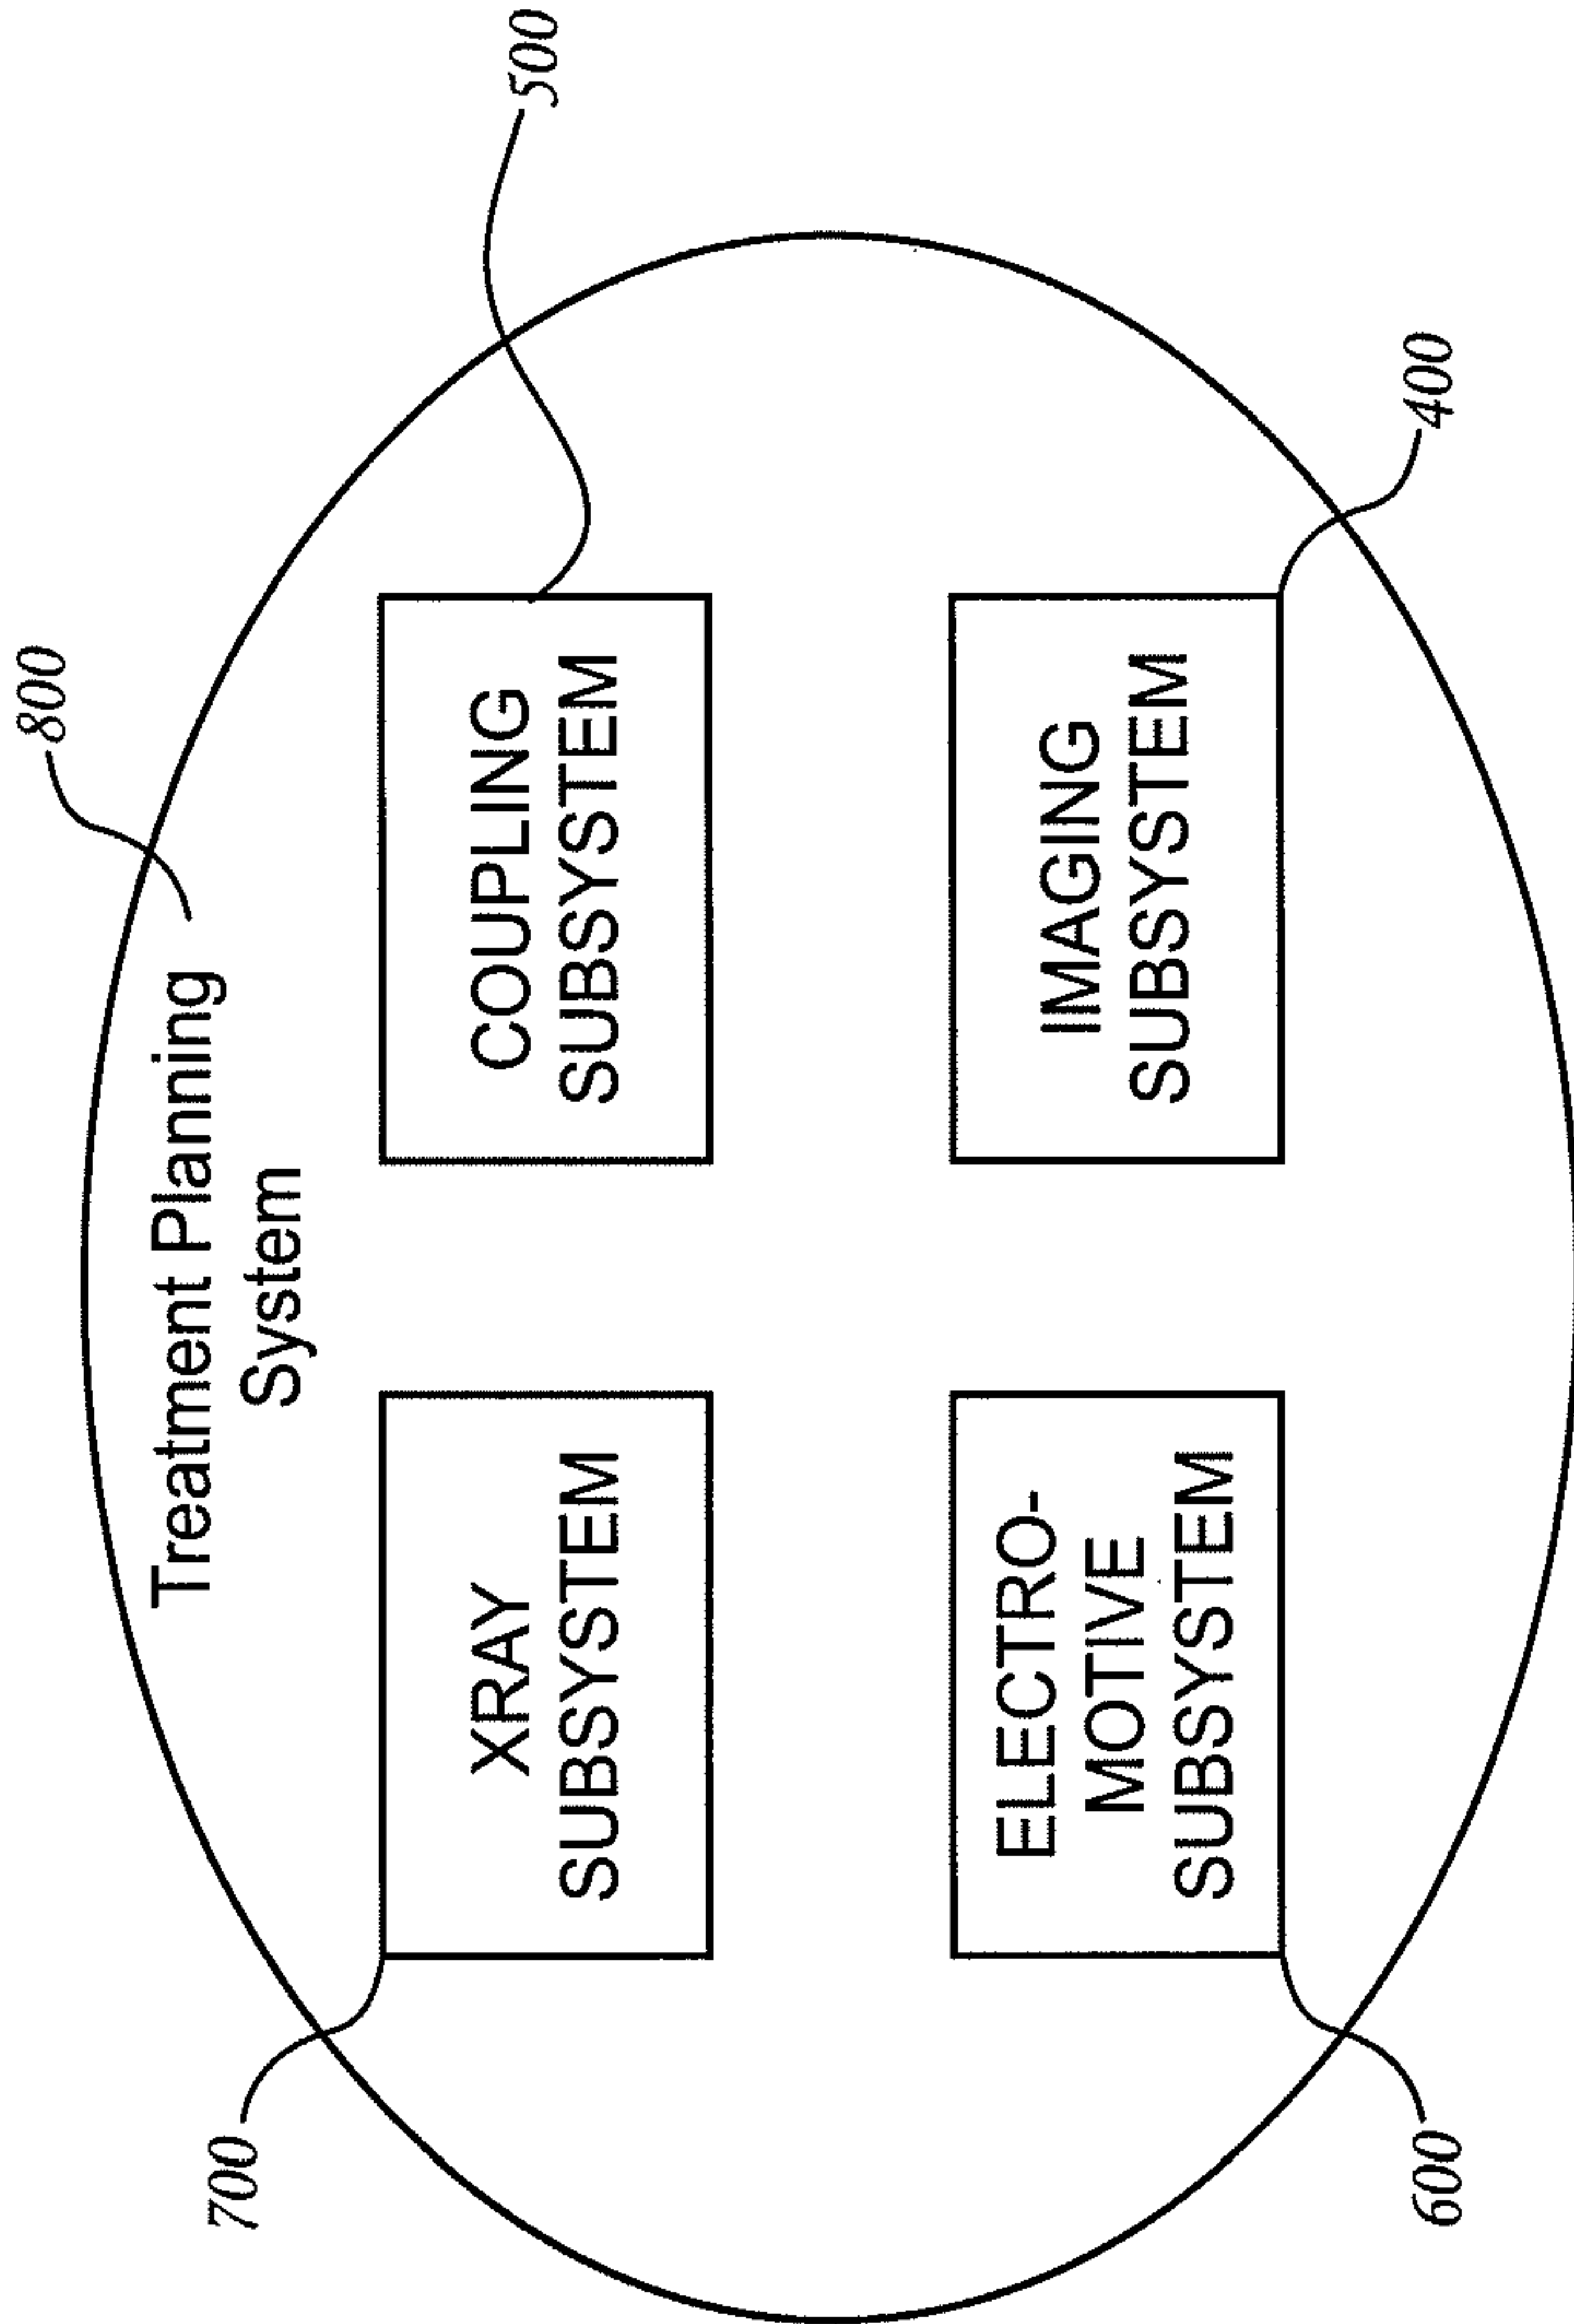 800
Treatment Planning
System
700
XRAY
SUBSYSTEM
COUPLING
SUBSYSTEM
500
ELECTRO-
MOTIVE
SUBSYSTEM
600
IMAGING
SUBSYSTEM
400